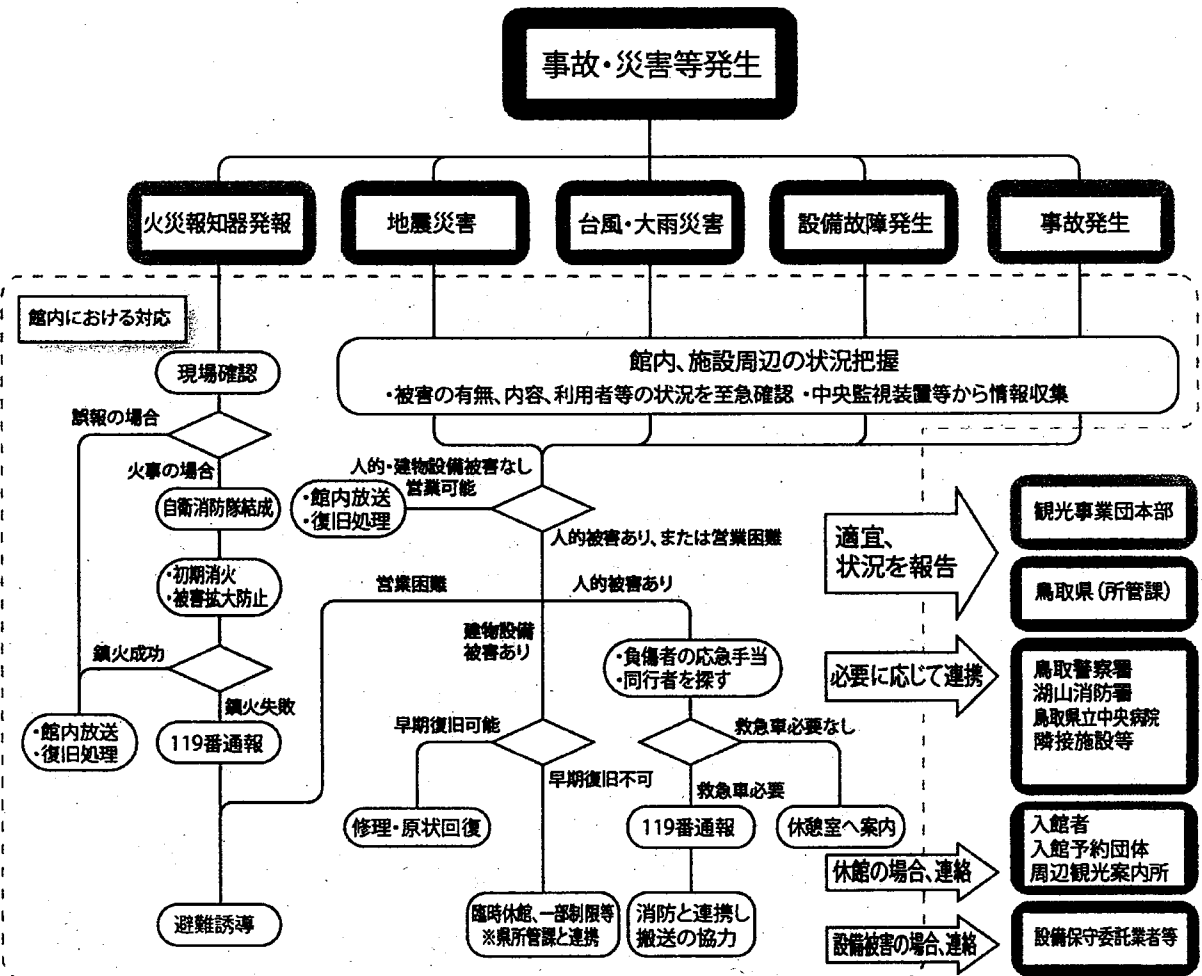 事故・災害等発生
火災報知器発報
地震災害
台風・大雨災害
設備故障発生
事故発生
館内における対応
現場確認
誤報の場合
火事の場合
自衛消防隊結成
・初期消火
・被害拡大防止
鎮火成功
鎮火失敗
・館内放送
・復旧処理
119番通報
避難誘導
館内、施設周辺の状況把握
・被害の有無、内容、利用者等の状況を至急確認 ・中央監視装置等から情報収集
人的・建物設備被害なし
営業可能
・館内放送
・復旧処理
人的被害あり、または営業困難
営業困難
人的被害あり
建物設備
被害あり
・負傷者の応急手当
・同行者を探す
早期復旧可能
早期復旧不可
救急車必要なし
救急車必要
修理・原状回復
119番通報
休憩室へ案内
臨時休館、一部制限等
※県所管課と連携
消防と連携し
搬送の協力
適宜、
状況を報告
観光事業団本部
鳥取県(所管課)
必要に応じて連携
鳥取警察署
湖山消防署
鳥取県立中央病院
隣接施設等
休館の場合、連絡
入館者
入館予約団体
周辺観光案内所
設備被害の場合、連絡
設備保守委託業者等